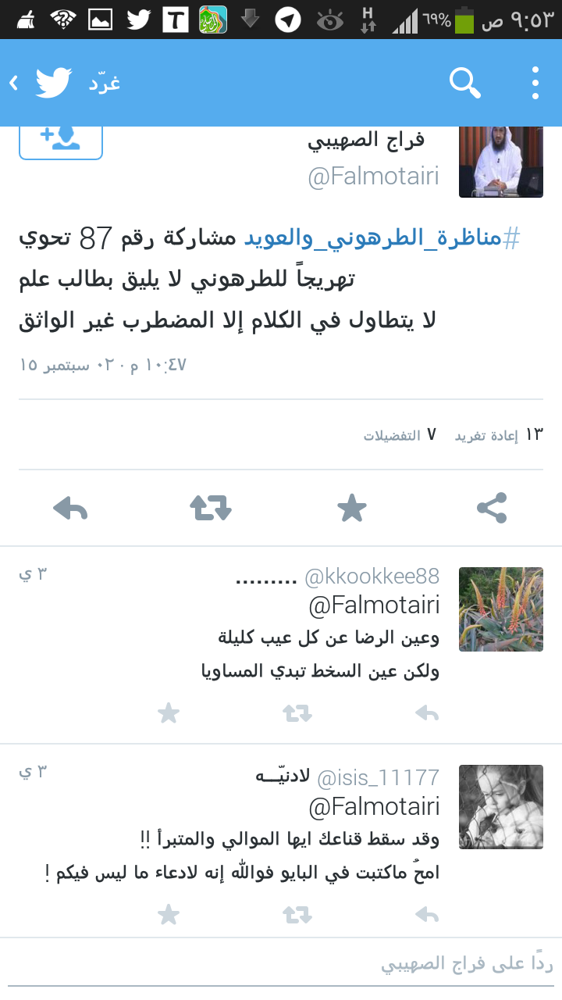 ٩:٥٣ ص ٦٩% H T
غرّد
فراج الصهيبي
@Falmotairi
#مناظرة_الطرهوني_والعويد مشاركة رقم 87 تحوي
تهريجاً للطرهوني لا يليق بطالب علم
لا يتطاول في الكلام إلا المضطرب غير الواثق
١٠:٤٧ م · ٠٢ سبتمبر ١٥
١٣ إعادة تغريد ٧ التفضيلات
@kkookkee88 ......... ٣ ي
@Falmotairi
وعين الرضا عن كل عيب كليلة
ولكن عين السخط تبدي المساويا
@isis_11177 لادنيّـــه ٣ ي
@Falmotairi
وقد سقط قناعك ايها الموالي والمتبرأ !!
امحُ ماكتبت في البايو فوالله إنه لادعاء ما ليس فيكم !
ردًا على فراج الصهيبي